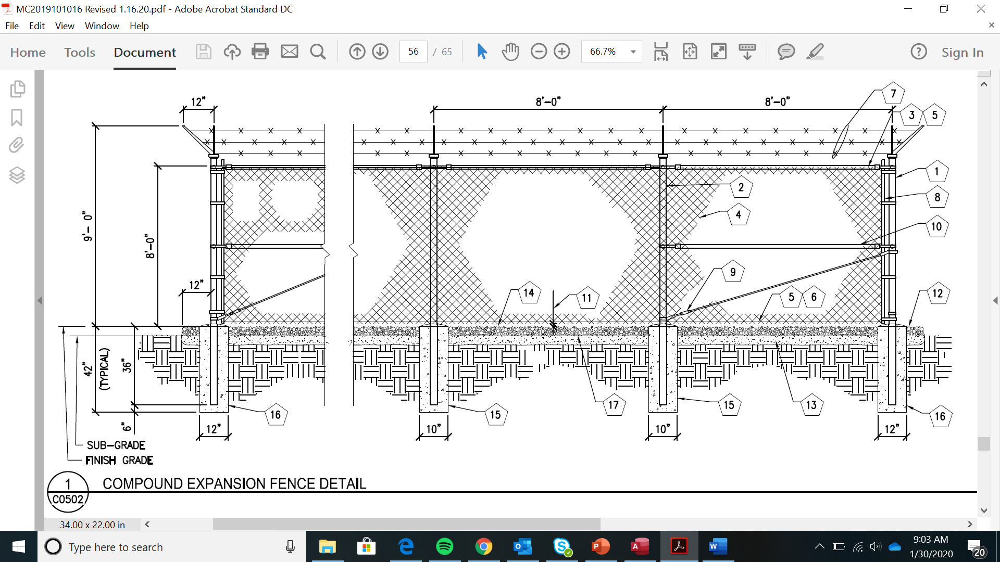 MC2019101016 Revised 1.16.20.pdf - Adobe Acrobat Standard DC
File Edit View Window Help
Home Tools Document 56 / 65 66.7% Sign In
12" 8'-0" 8'-0" 7
3 5
1
2 8
4
9'- 0" 8'-0" 10
9
12" 14 11 5 6 12
42" (TYPICAL) 36"
16 15 17 15 13 16
6" 12" 10" 10" 12"
SUB-GRADE
FINISH GRADE
1 COMPOUND EXPANSION FENCE DETAIL
C0502
34.00 x 22.00 in
Type here to search
9:03 AM
1/30/2020
20